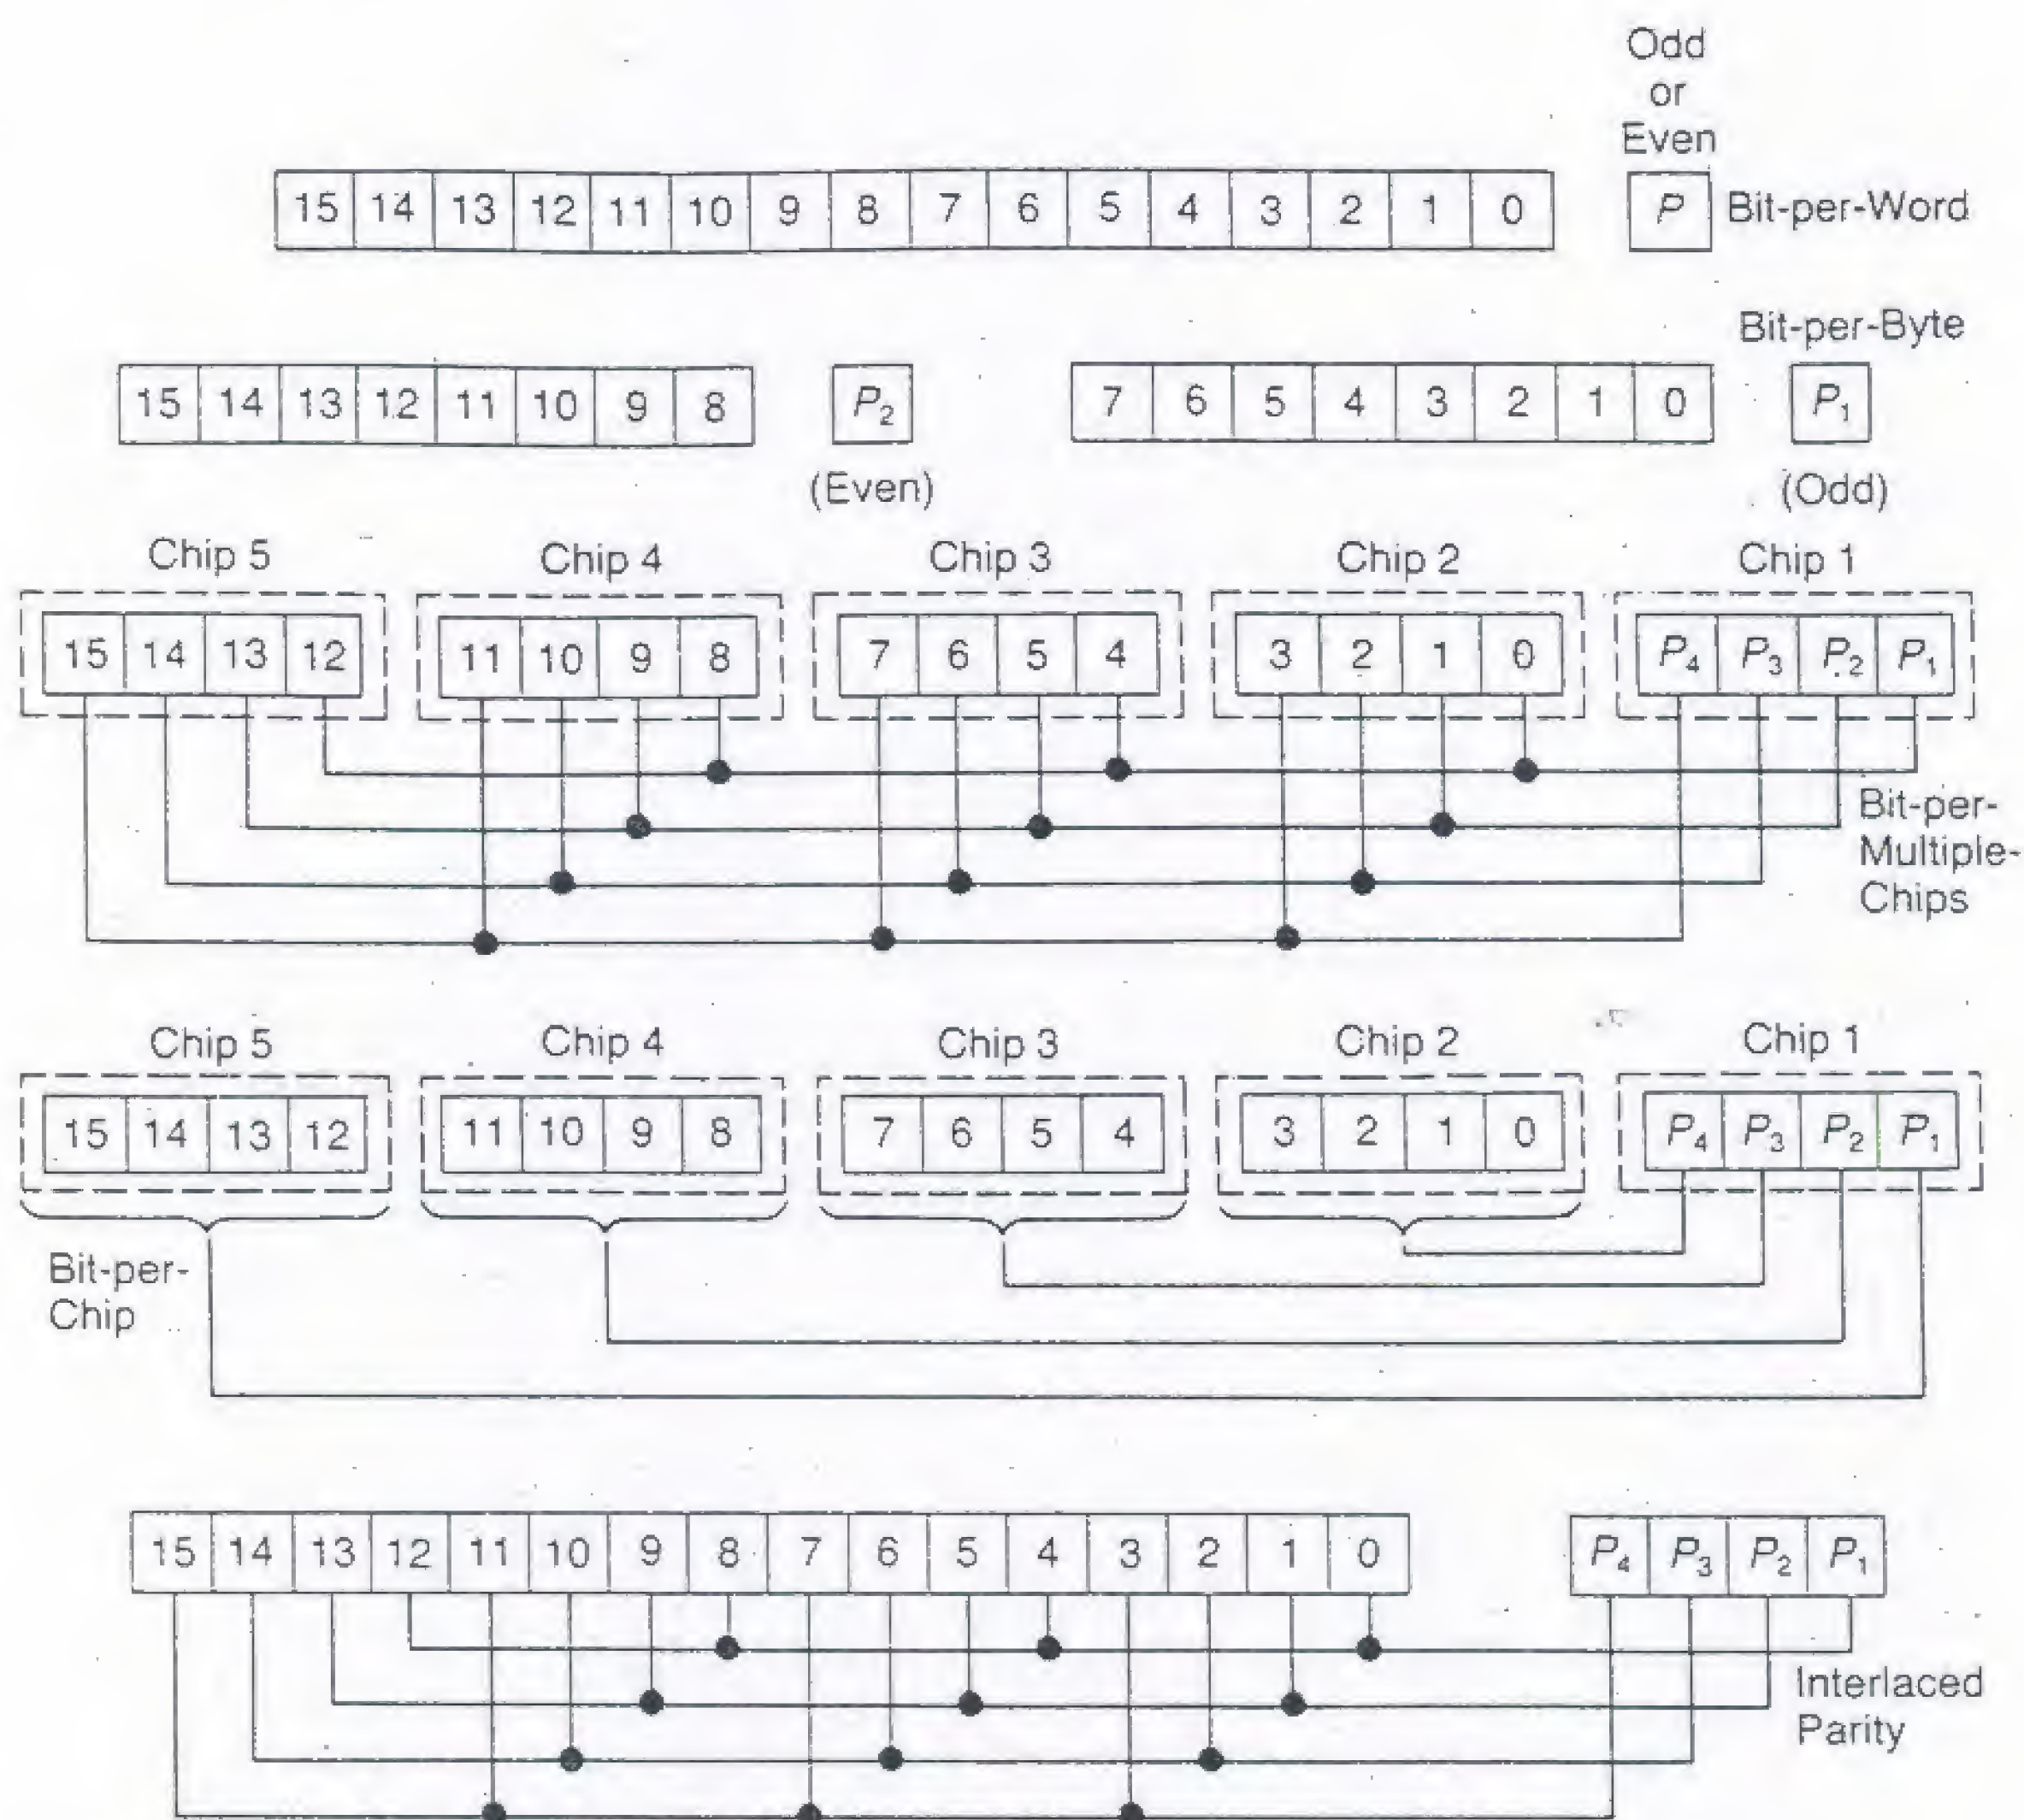 Odd
or
Even
15 14 13 12 11 10 9 8 7 6 5 4 3 2 1 0 P Bit-per-Word
Bit-per-Byte
15 14 13 12 11 10 9 8 P₂ 7 6 5 4 3 2 1 0 P₁
(Even) (Odd)
Chip 5 Chip 4 Chip 3 Chip 2 Chip 1
15 14 13 12 11 10 9 8 7 6 5 4 3 2 1 0 P₄ P₃ P₂ P₁
Bit-per-
Multiple-
Chips
Chip 5 Chip 4 Chip 3 Chip 2 Chip 1
15 14 13 12 11 10 9 8 7 6 5 4 3 2 1 0 P₄ P₃ P₂ P₁
Bit-per-
Chip
15 14 13 12 11 10 9 8 7 6 5 4 3 2 1 0 P₄ P₃ P₂ P₁
Interlaced
Parity